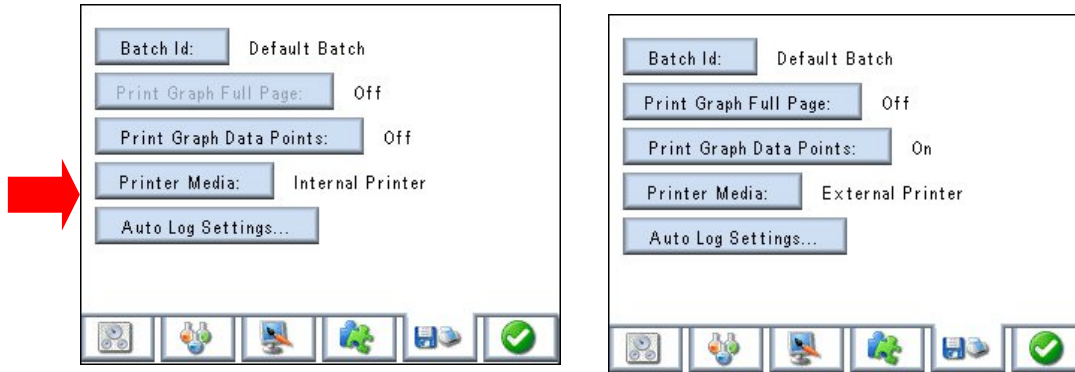 Batch Id: Default Batch
Print Graph Full Page: Off
Print Graph Data Points: Off
Printer Media: Internal Printer
Auto Log Settings...
Batch Id: Default Batch
Print Graph Full Page: Off
Print Graph Data Points: On
Printer Media: External Printer
Auto Log Settings...